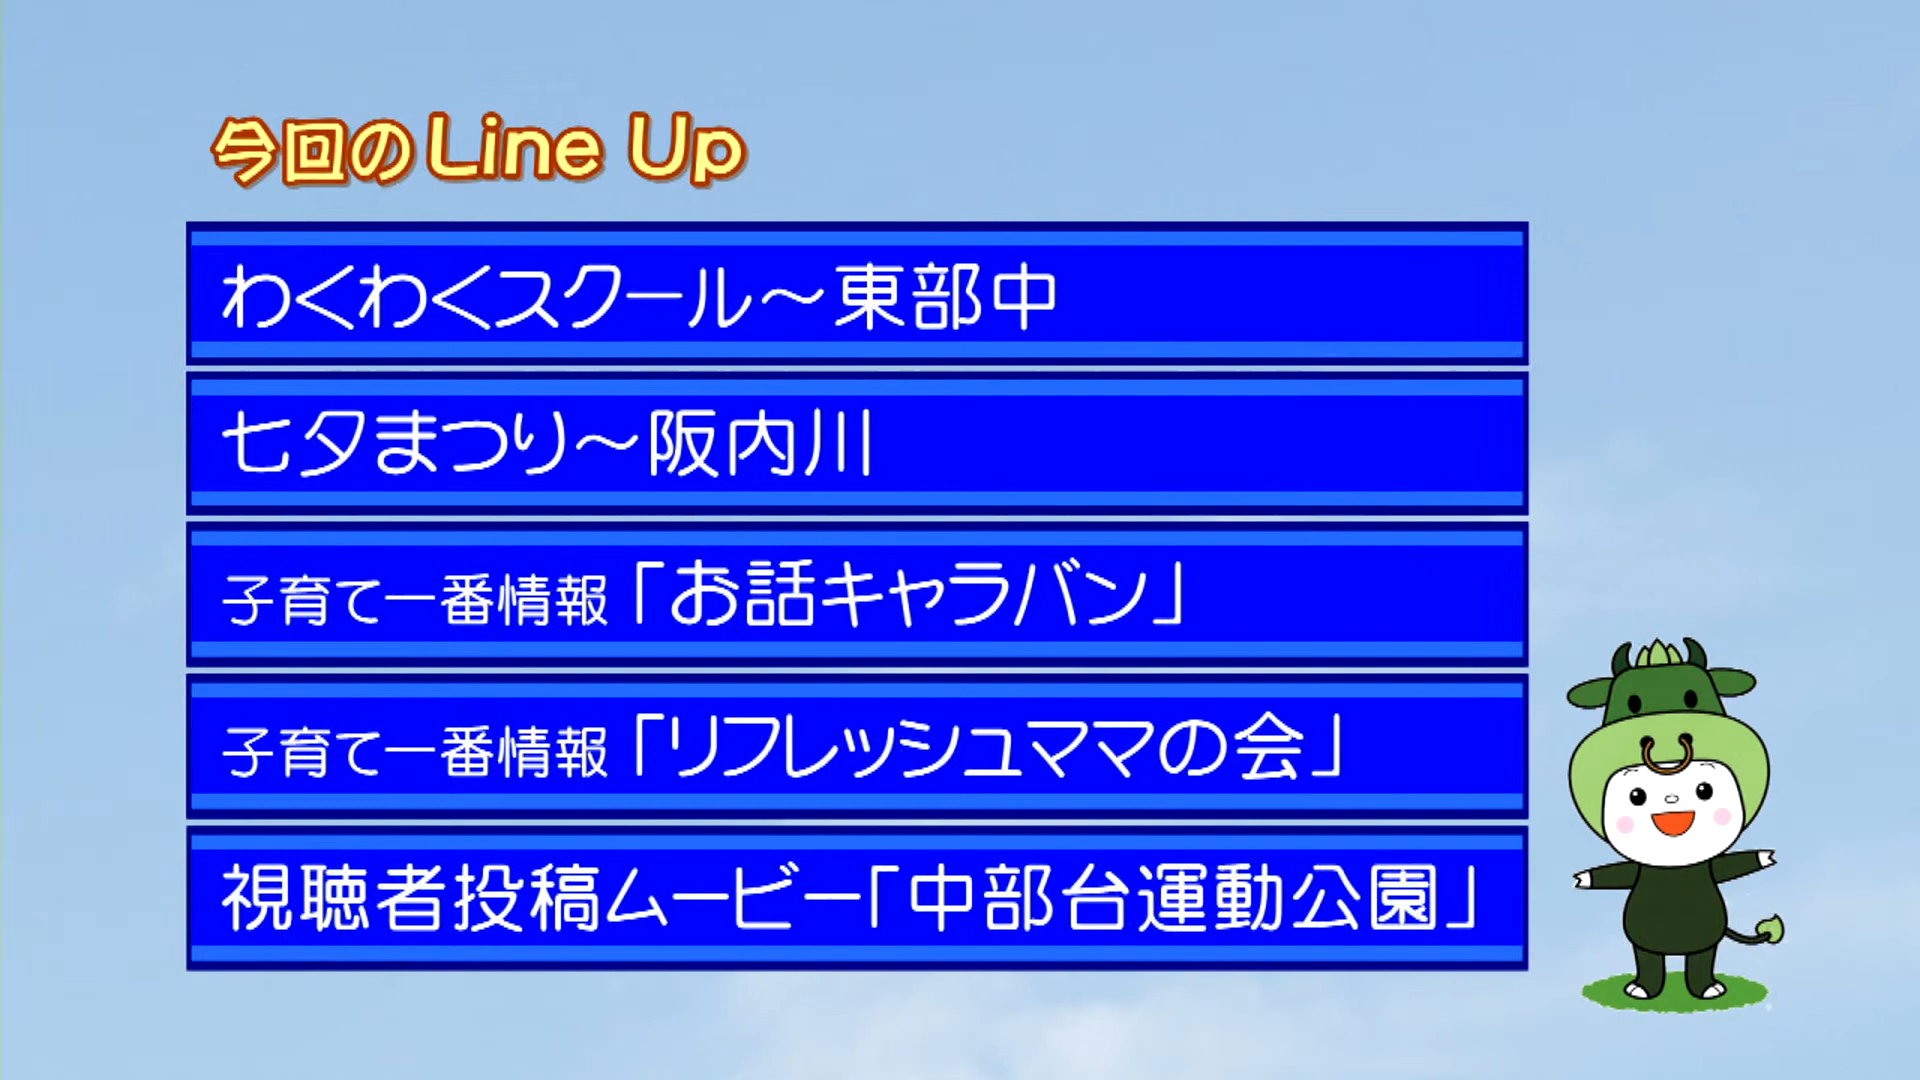 今回のLine Up
わくわくスクール～東部中
七夕まつり～阪内川
子育て一番情報「お話キャラバン」
子育て一番情報「リフレッシュママの会」
視聴者投稿ムービー「中部台運動公園」